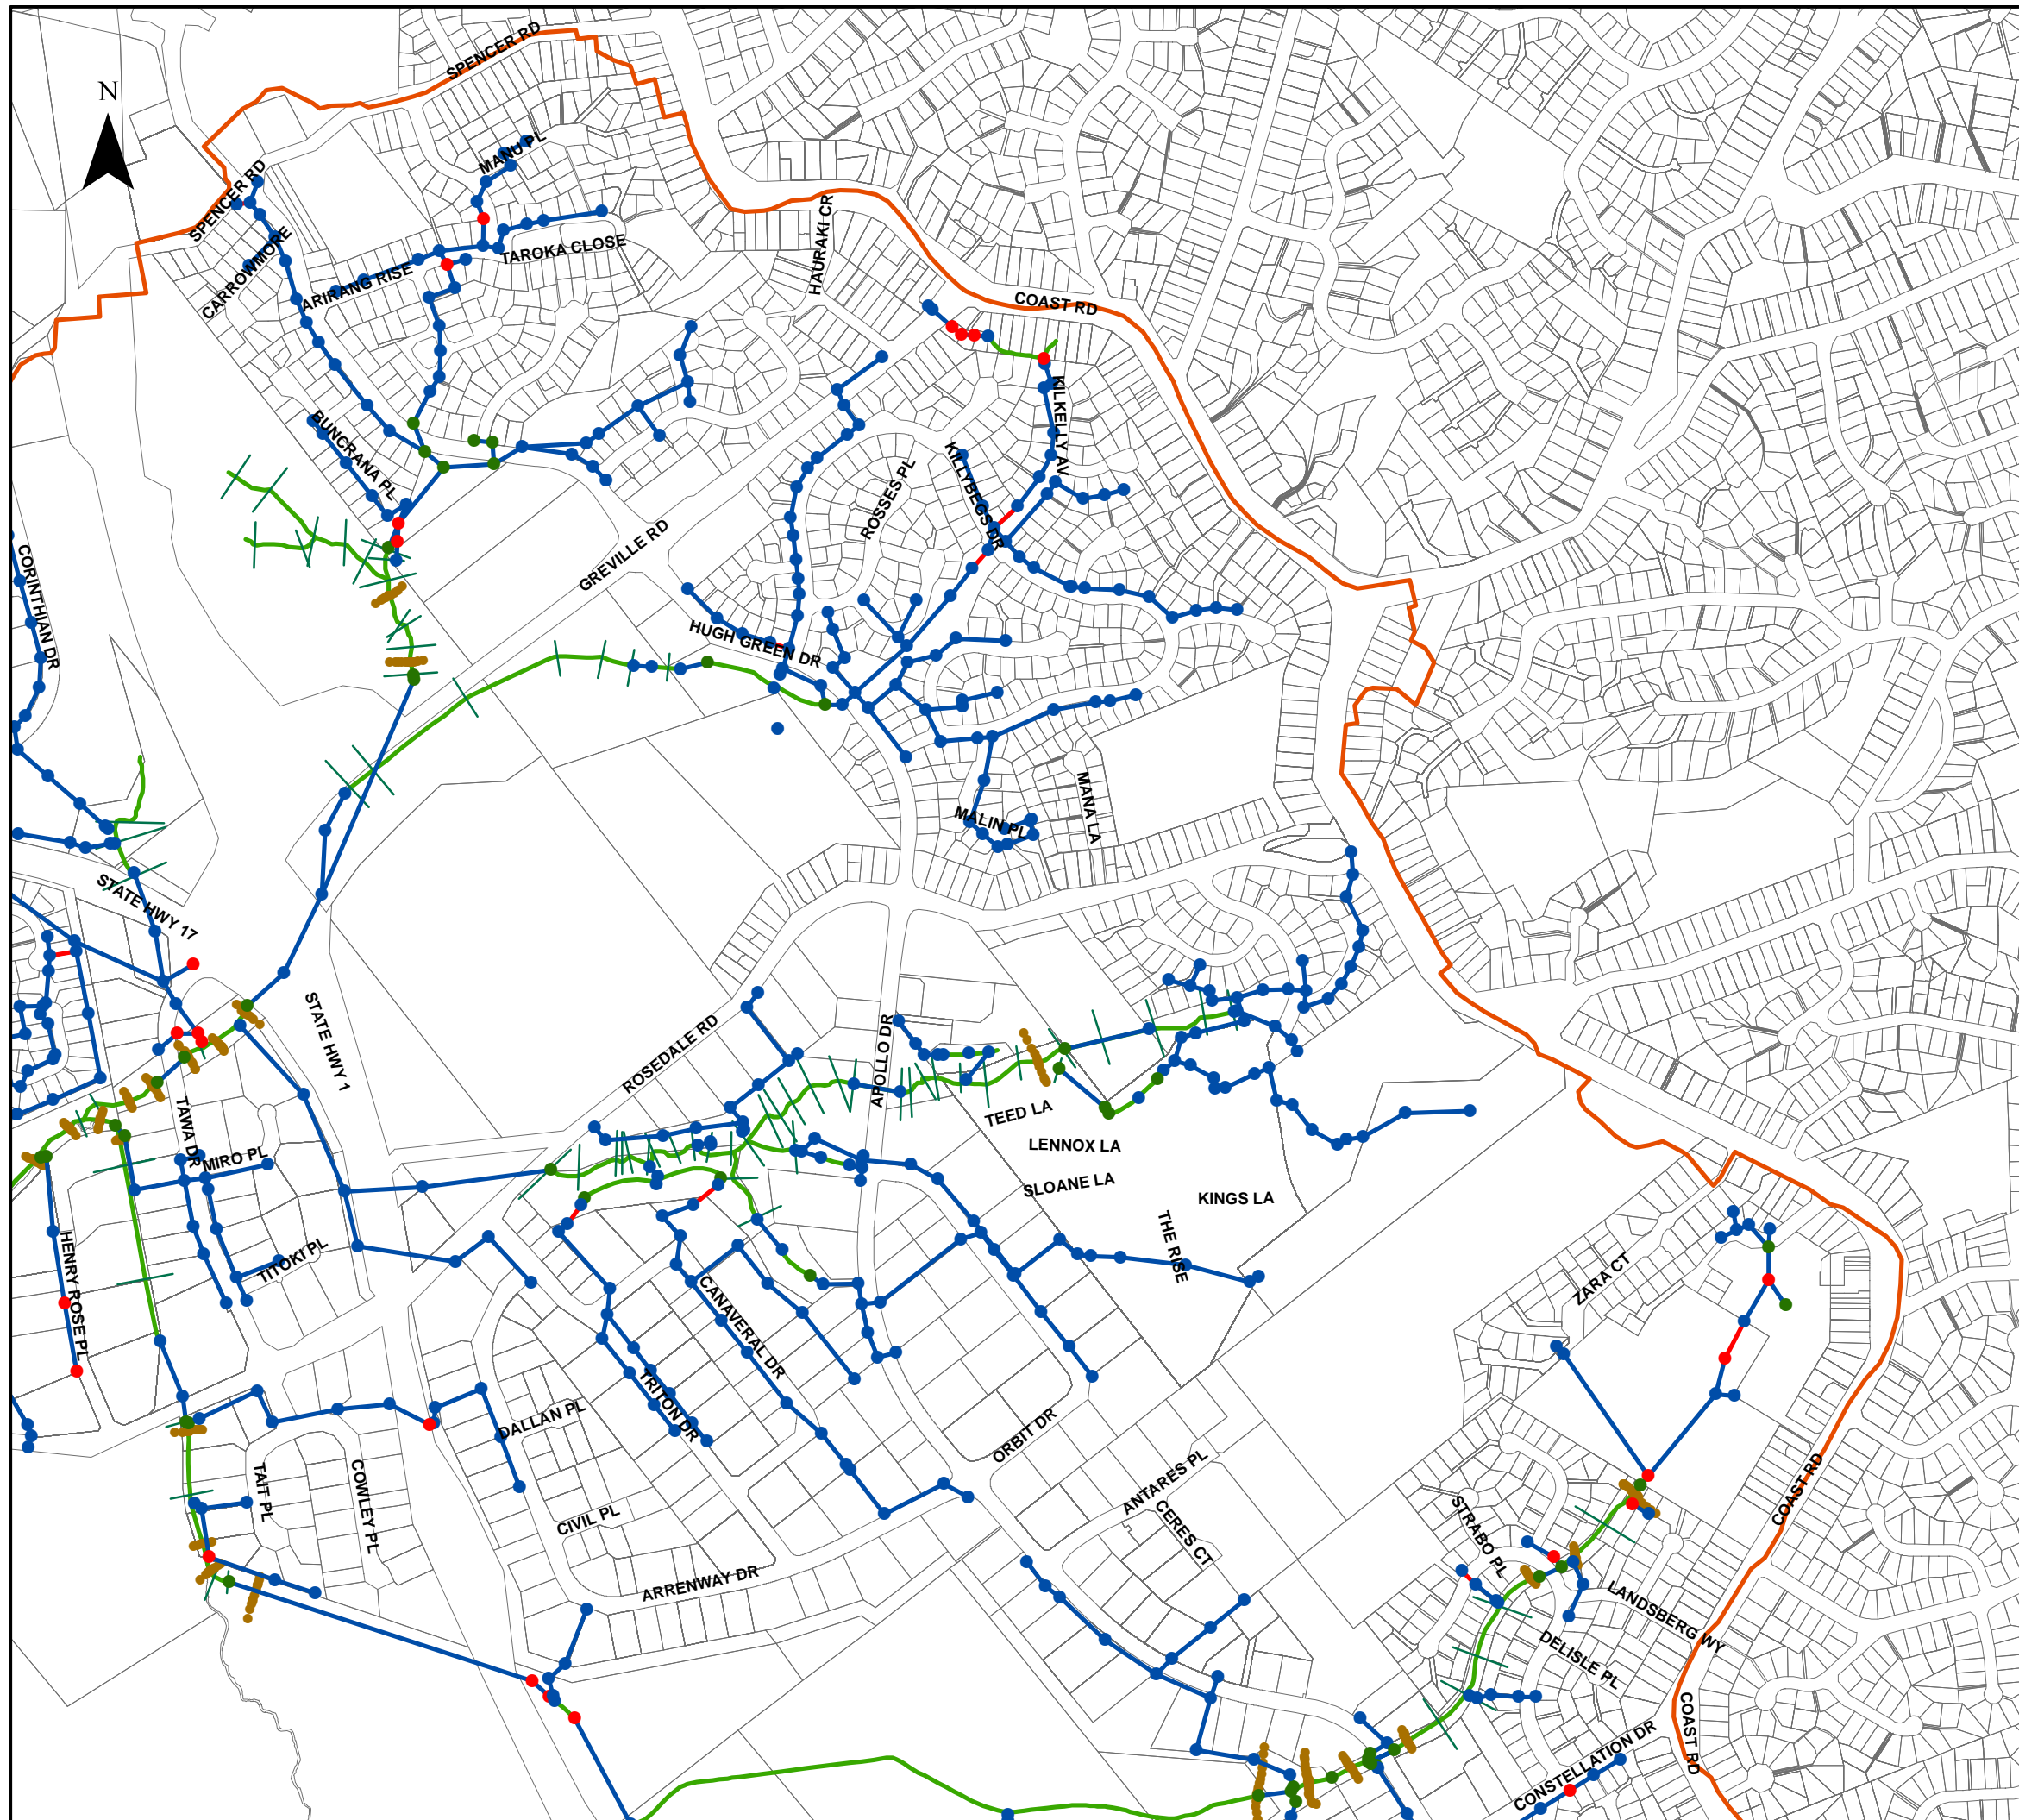 SPENCER RD
N
MANU PL
SPENCER RD
CARROWMORE
TAROKA CLOSE
ARIRANG RISE
HAURAKI CR
COAST RD
BUNCRANA PL
KILKELLY AV
KILLYBEGS DR
ROSSES PL
GREVILLE RD
CORINTHIAN DR
HUGH GREEN DR
MALIN PL
MANA LA
STATE HWY 17
STATE HWY 1
ROSEDALE RD
APOLLO DR
TEED LA
LENNOX LA
SLOANE LA
KINGS LA
THE RISE
TAWA DR
MIRO PL
TITOKI PL
HENRY ROSE PL
ZARA CT
CANAVERAL DR
TRITON DR
DALLAN PL
ORBIT DR
TAIT PL
COWLEY PL
CIVIL PL
ANTARES PL
CERES CT
COAST RD
STRABO PL
ARRENWAY DR
LANDSBERG WY
DELISLE PL
COAST RD
CONSTELLATION DR